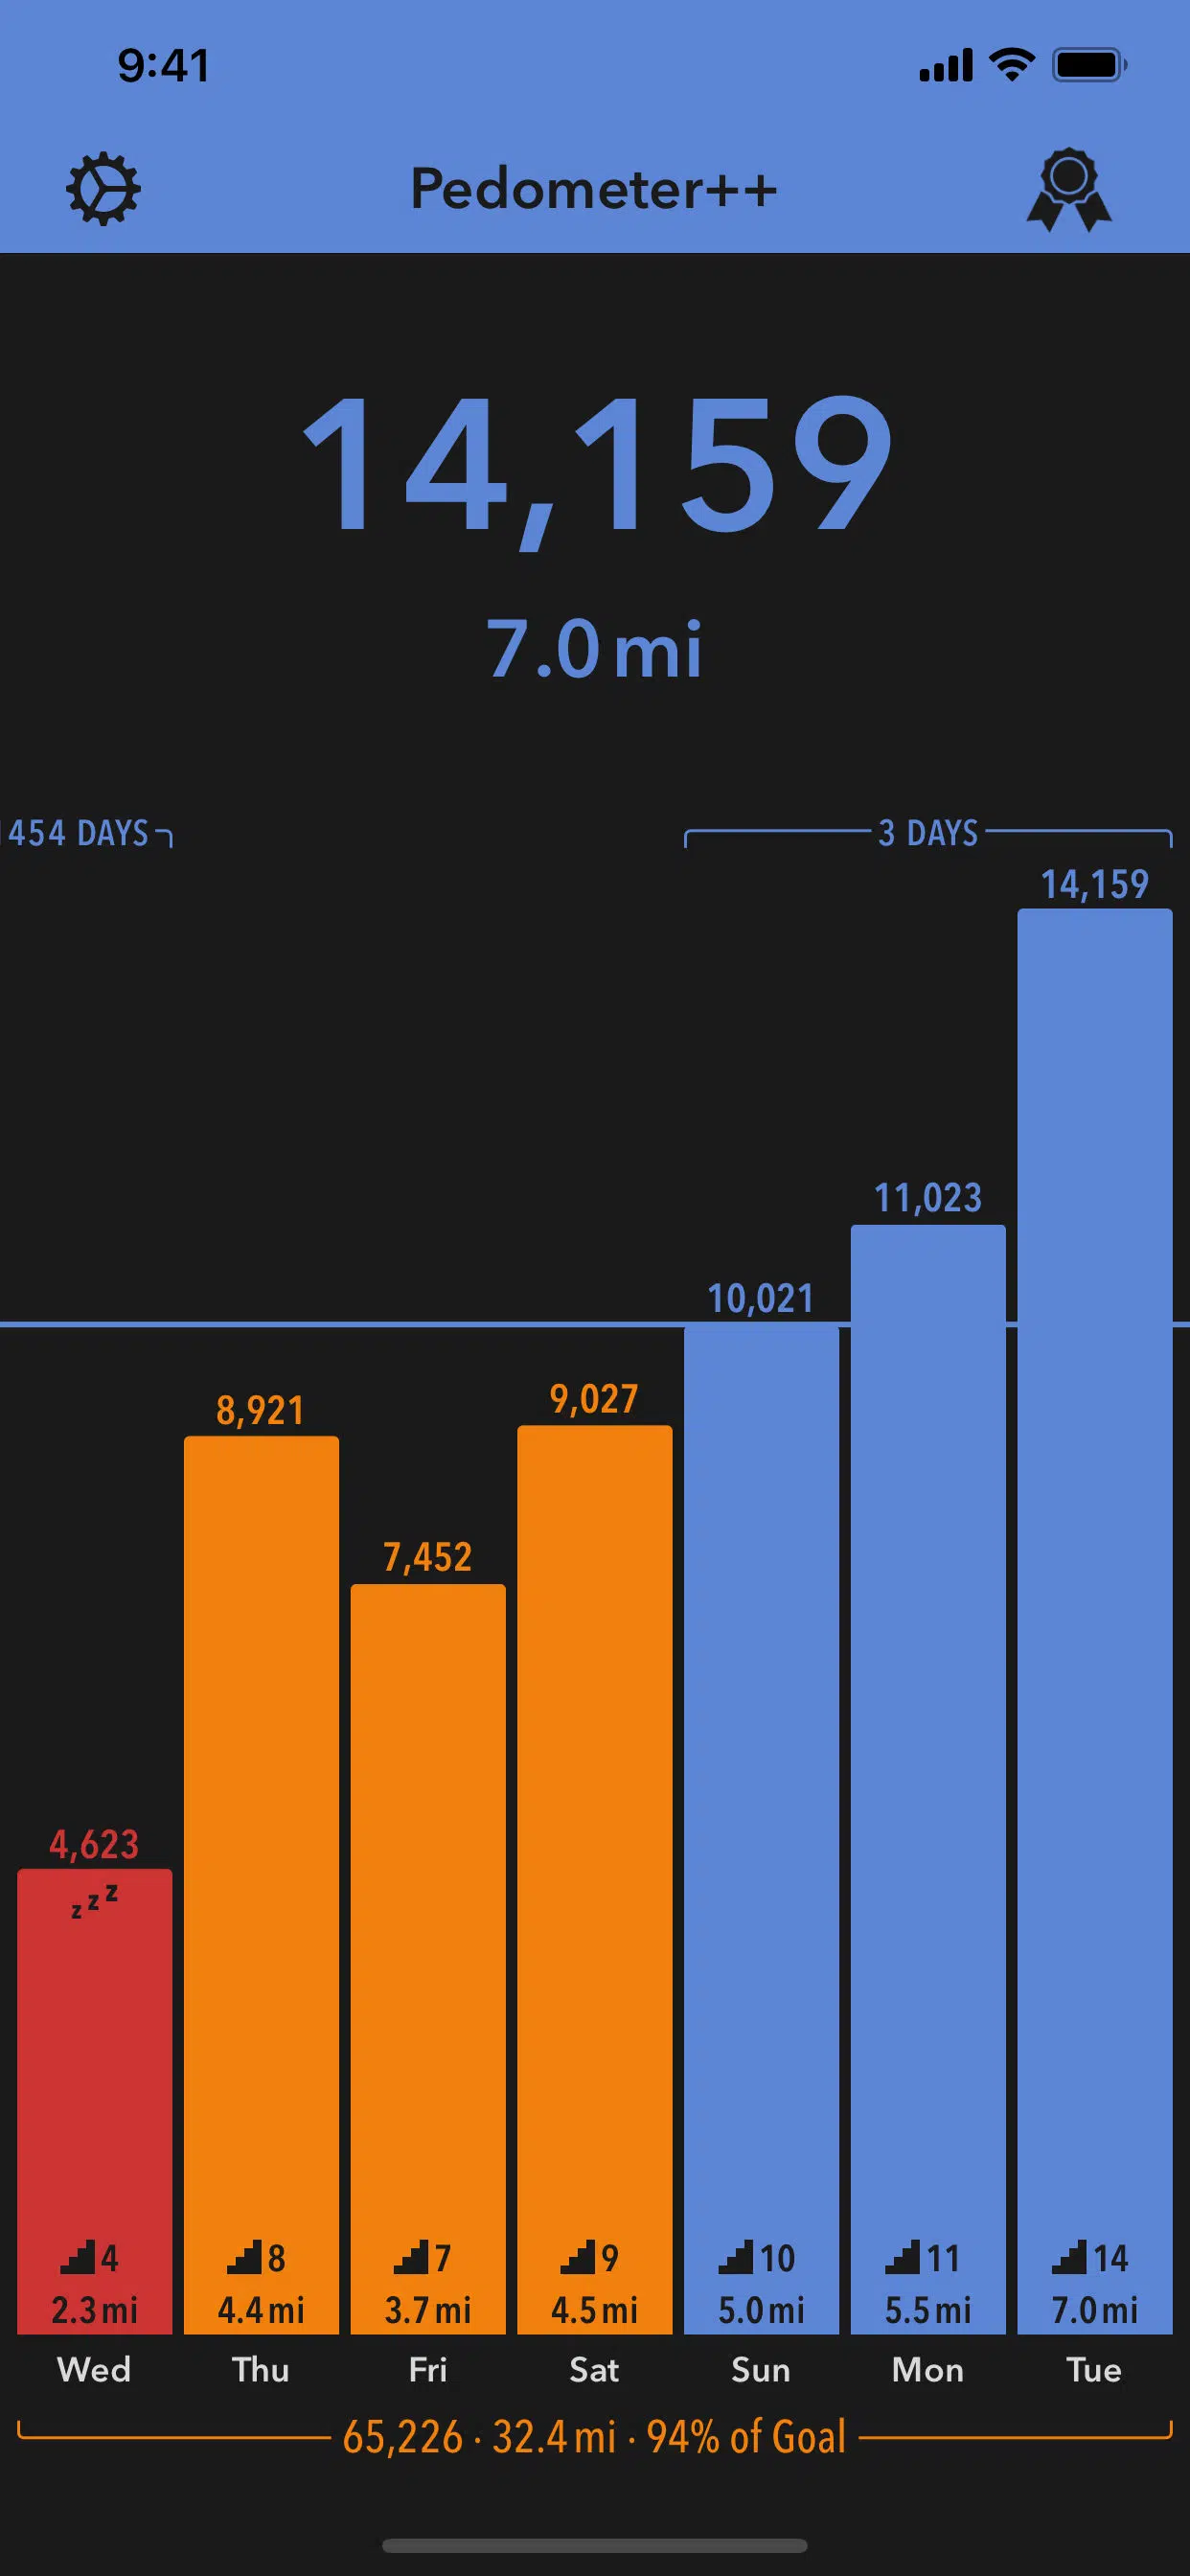 9:41
Pedometer++
14,159
7.0 mi
454 DAYS
3 DAYS
14,159
11,023
10,021
9,027
8,921
7,452
4,623
z z z
4 8 7 9 10 11 14
2.3 mi 4.4 mi 3.7 mi 4.5 mi 5.0 mi 5.5 mi 7.0 mi
Wed Thu Fri Sat Sun Mon Tue
65,226 · 32.4 mi · 94% of Goal